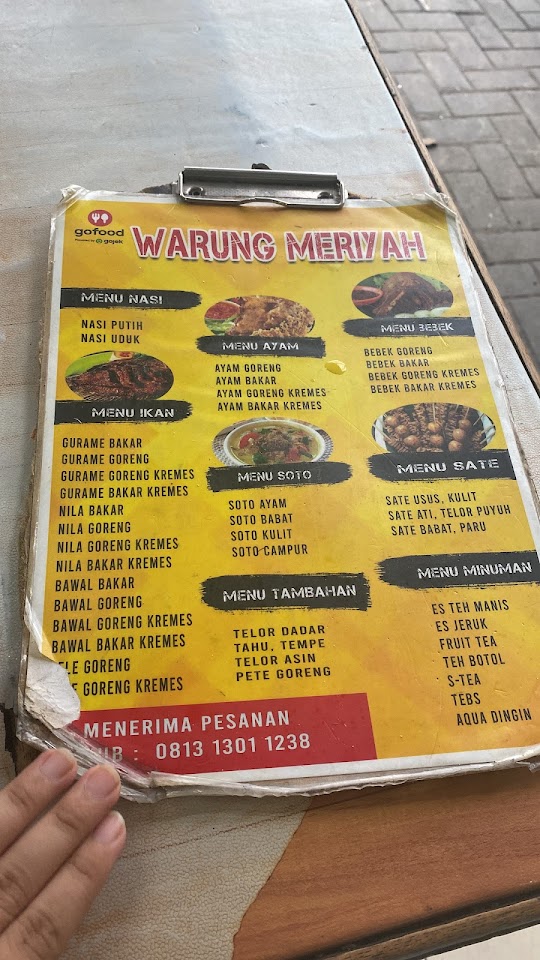 gofood
gojek
WARUNG MERIYAH
MENU NASI
NASI PUTIH
NASI UDUK
MENU IKAN
GURAME BAKAR
GURAME GORENG
GURAME GORENG KREMES
GURAME BAKAR KREMES
NILA BAKAR
NILA GORENG
NILA GORENG KREMES
NILA BAKAR KREMES
BAWAL BAKAR
BAWAL GORENG
BAWAL GORENG KREMES
BAWAL BAKAR KREMES
GORENG
GORENG KREMES
MENU AYAM
AYAM GORENG
AYAM BAKAR
AYAM GORENG KREMES
AYAM BAKAR KREMES
MENU SOTO
SOTO AYAM
SOTO BABAT
SOTO KULIT
SOTO CAMPUR
MENU TAMBAHAN
TELOR DADAR
TAHU, TEMPE
TELOR ASIN
PETE GORENG
MENU BEBEK
BEBEK GORENG
BEBEK BAKAR
BEBEK GORENG KREMES
BEBEK BAKAR KREMES
MENU SATE
SATE USUS, KULIT
SATE ATI, TELOR PUYUH
SATE BABAT, PARU
MENU MINUMAN
ES TEH MANIS
ES JERUK
FRUIT TEA
TEH BOTOL
S-TEA
TEBS
AQUA DINGIN
MENERIMA PESANAN
: 0813 1301 1238